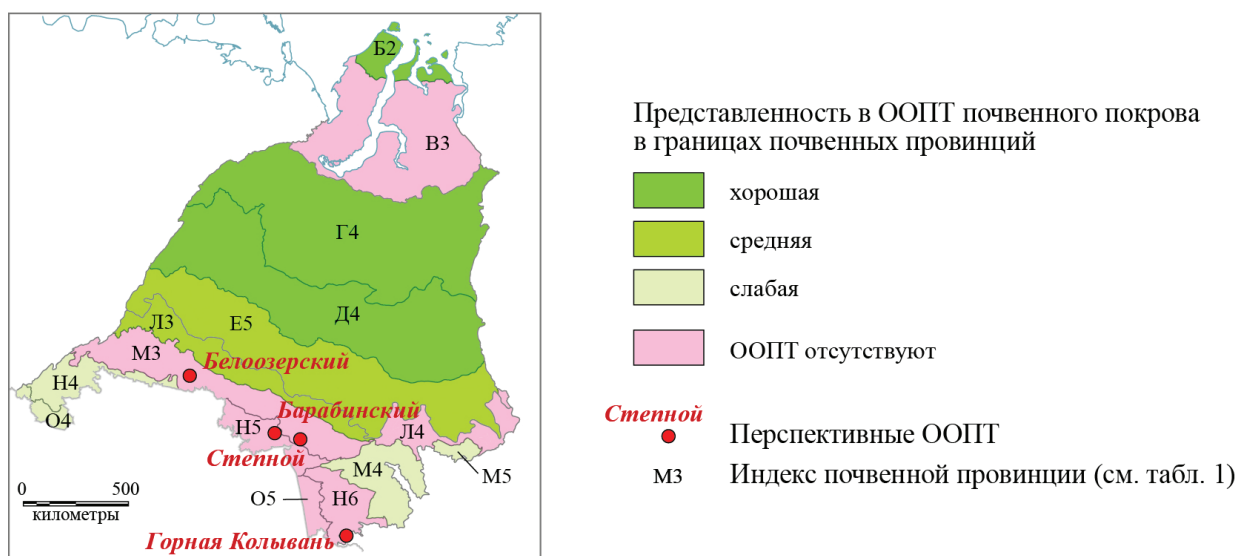 Б2
В3
Г4
Д4
Л3
Е5
М3
Белоозерский
Н4
О4
Барабинский
Н5
Л4
Степной
М4
М5
О5
Н6
0 500
километры
Горная Колывань
Представленность в ООПТ почвенного покрова
в границах почвенных провинций
хорошая
средняя
слабая
ООПТ отсутствуют
Степной
Перспективные ООПТ
М3 Индекс почвенной провинции (см. табл. 1)